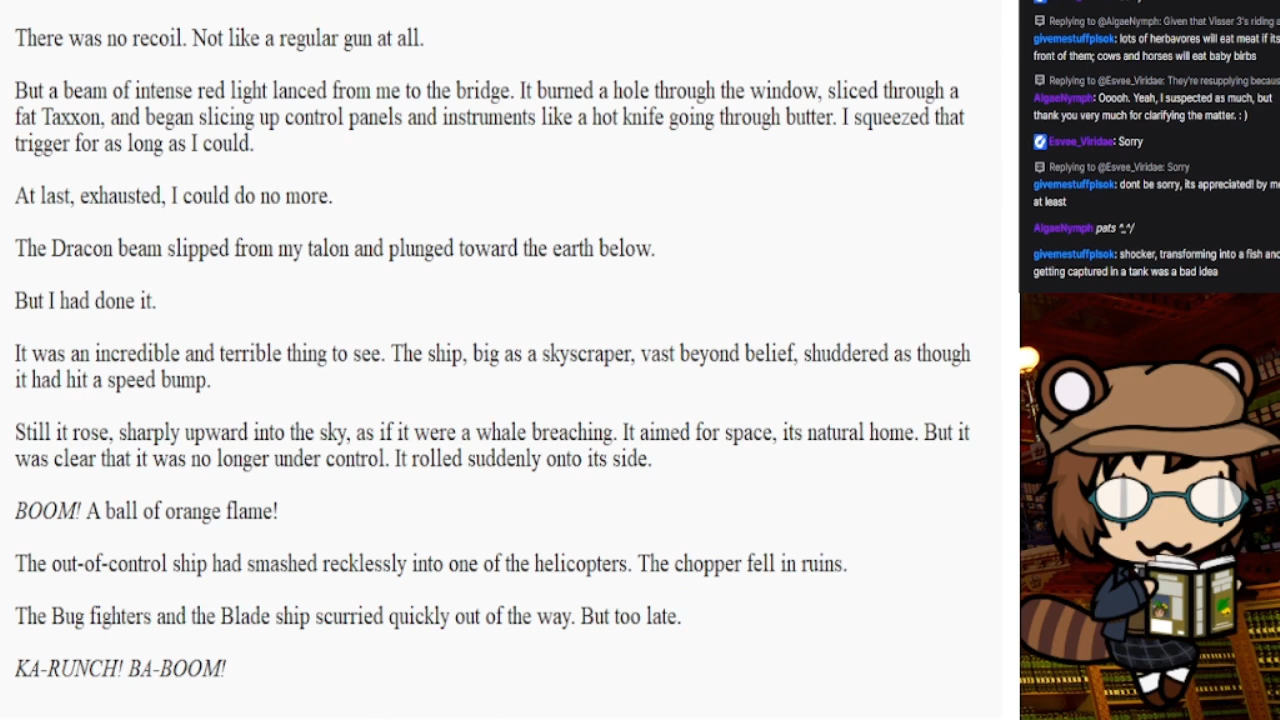 There was no recoil. Not like a regular gun at all.
But a beam of intense red light lanced from me to the bridge. It burned a hole through the window, sliced through a
fat Taxxon, and began slicing up control panels and instruments like a hot knife going through butter. I squeezed that
trigger for as long as I could.
At last, exhausted, I could do no more.
The Dracon beam slipped from my talon and plunged toward the earth below.
But I had done it.
It was an incredible and terrible thing to see. The ship, big as a skyscraper, vast beyond belief, shuddered as though
it had hit a speed bump.
Still it rose, sharply upward into the sky, as if it were a whale breaching. It aimed for space, its natural home. But it
was clear that it was no longer under control. It rolled suddenly onto its side.
BOOM! A ball of orange flame!
The out-of-control ship had smashed recklessly into one of the helicopters. The chopper fell in ruins.
The Bug fighters and the Blade ship scurried quickly out of the way. But too late.
KA-RUNCH! BA-BOOM!
Replying to @AlgaeNymph: Given that Visser 3's riding
givemestuffplsok: lots of herbavores will eat meat if its
front of them; cows and horses will eat baby birbs
Replying to @Esvee_Viridae: They're resupplying
AlgaeNymph: Ooooh. Yeah, I suspected as much, but
thank you very much for clarifying the matter. : )
Esvee_Viridae: Sorry
Replying to @Esvee_Viridae: Sorry
givemestuffplsok: dont be sorry, its appreciated! by
at least
AlgaeNymph pats ^_^/
givemestuffplsok: shocker, transforming into a fish
getting captured in a tank was a bad idea